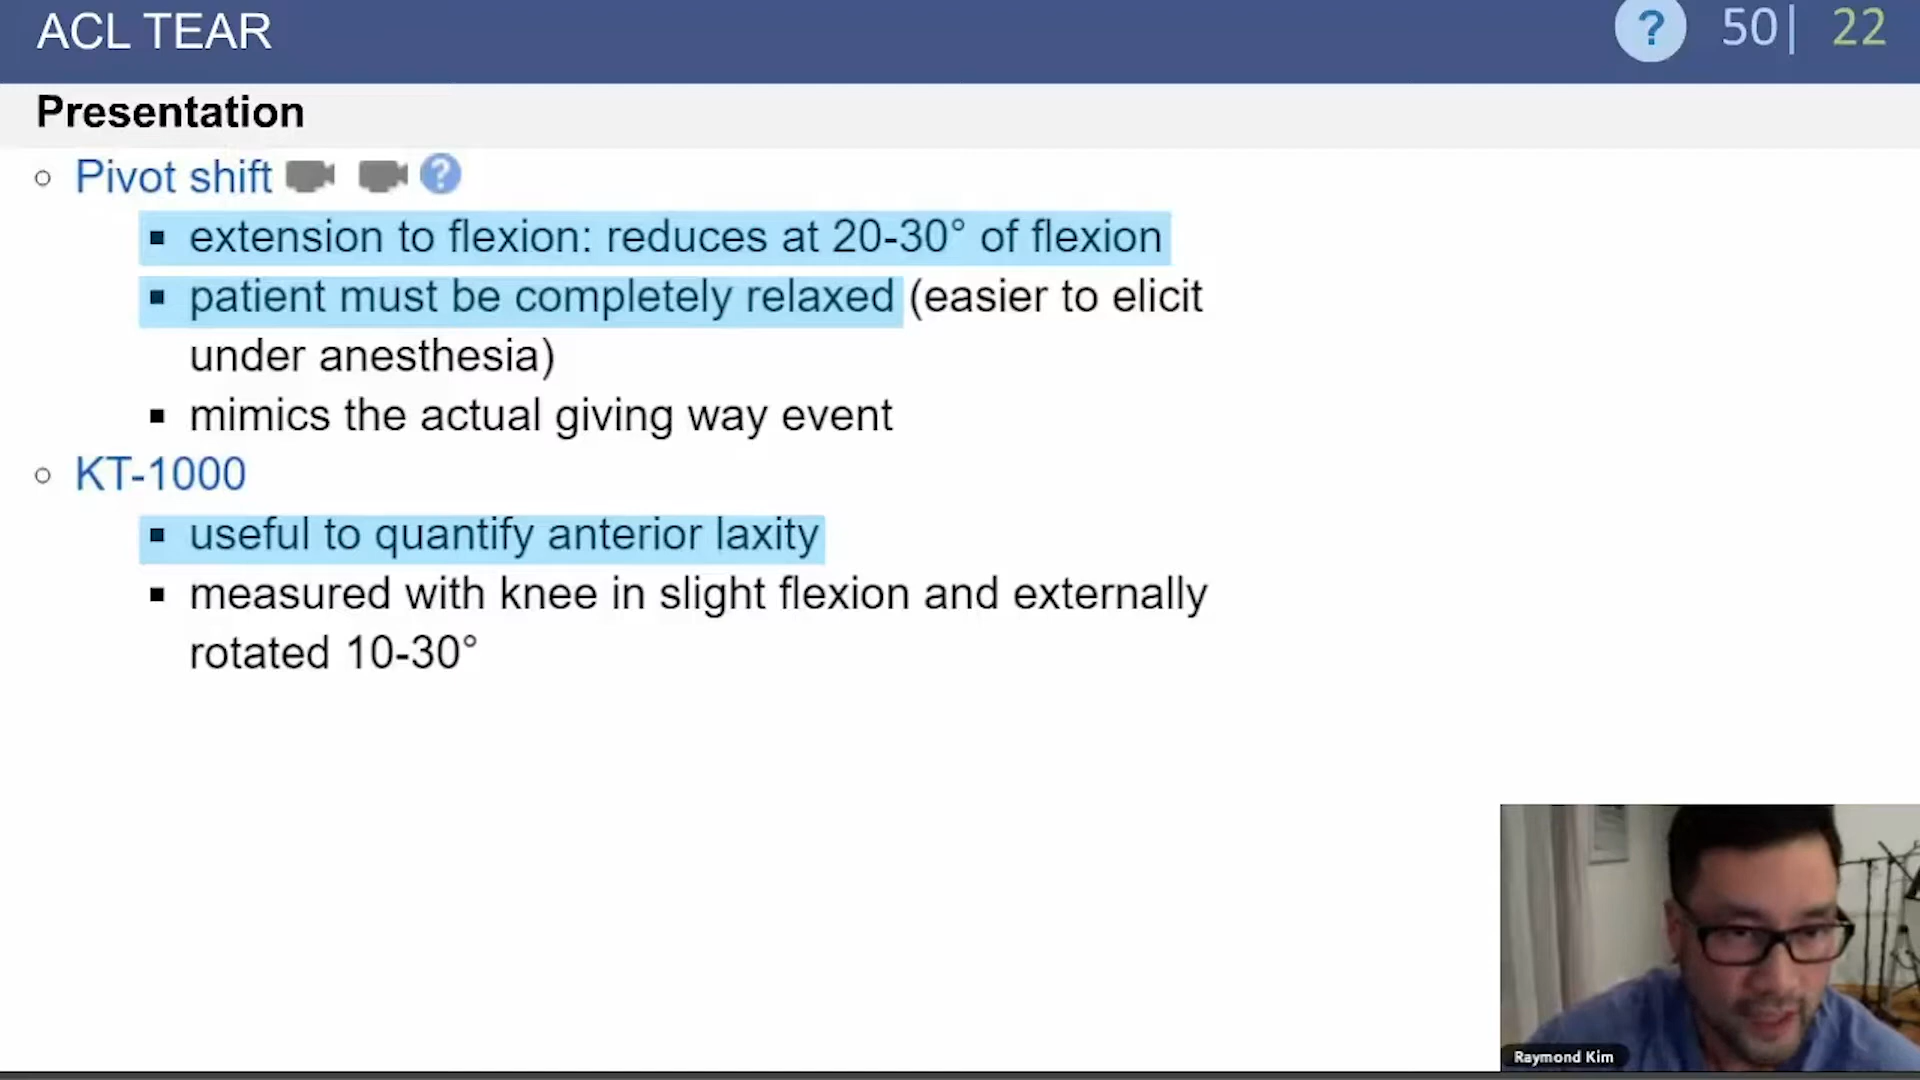 ACL TEAR
? 50| 22
Presentation
Pivot shift ?
extension to flexion: reduces at 20-30° of flexion
patient must be completely relaxed (easier to elicit
under anesthesia)
mimics the actual giving way event
KT-1000
useful to quantify anterior laxity
measured with knee in slight flexion and externally
rotated 10-30°
Raymond Kim